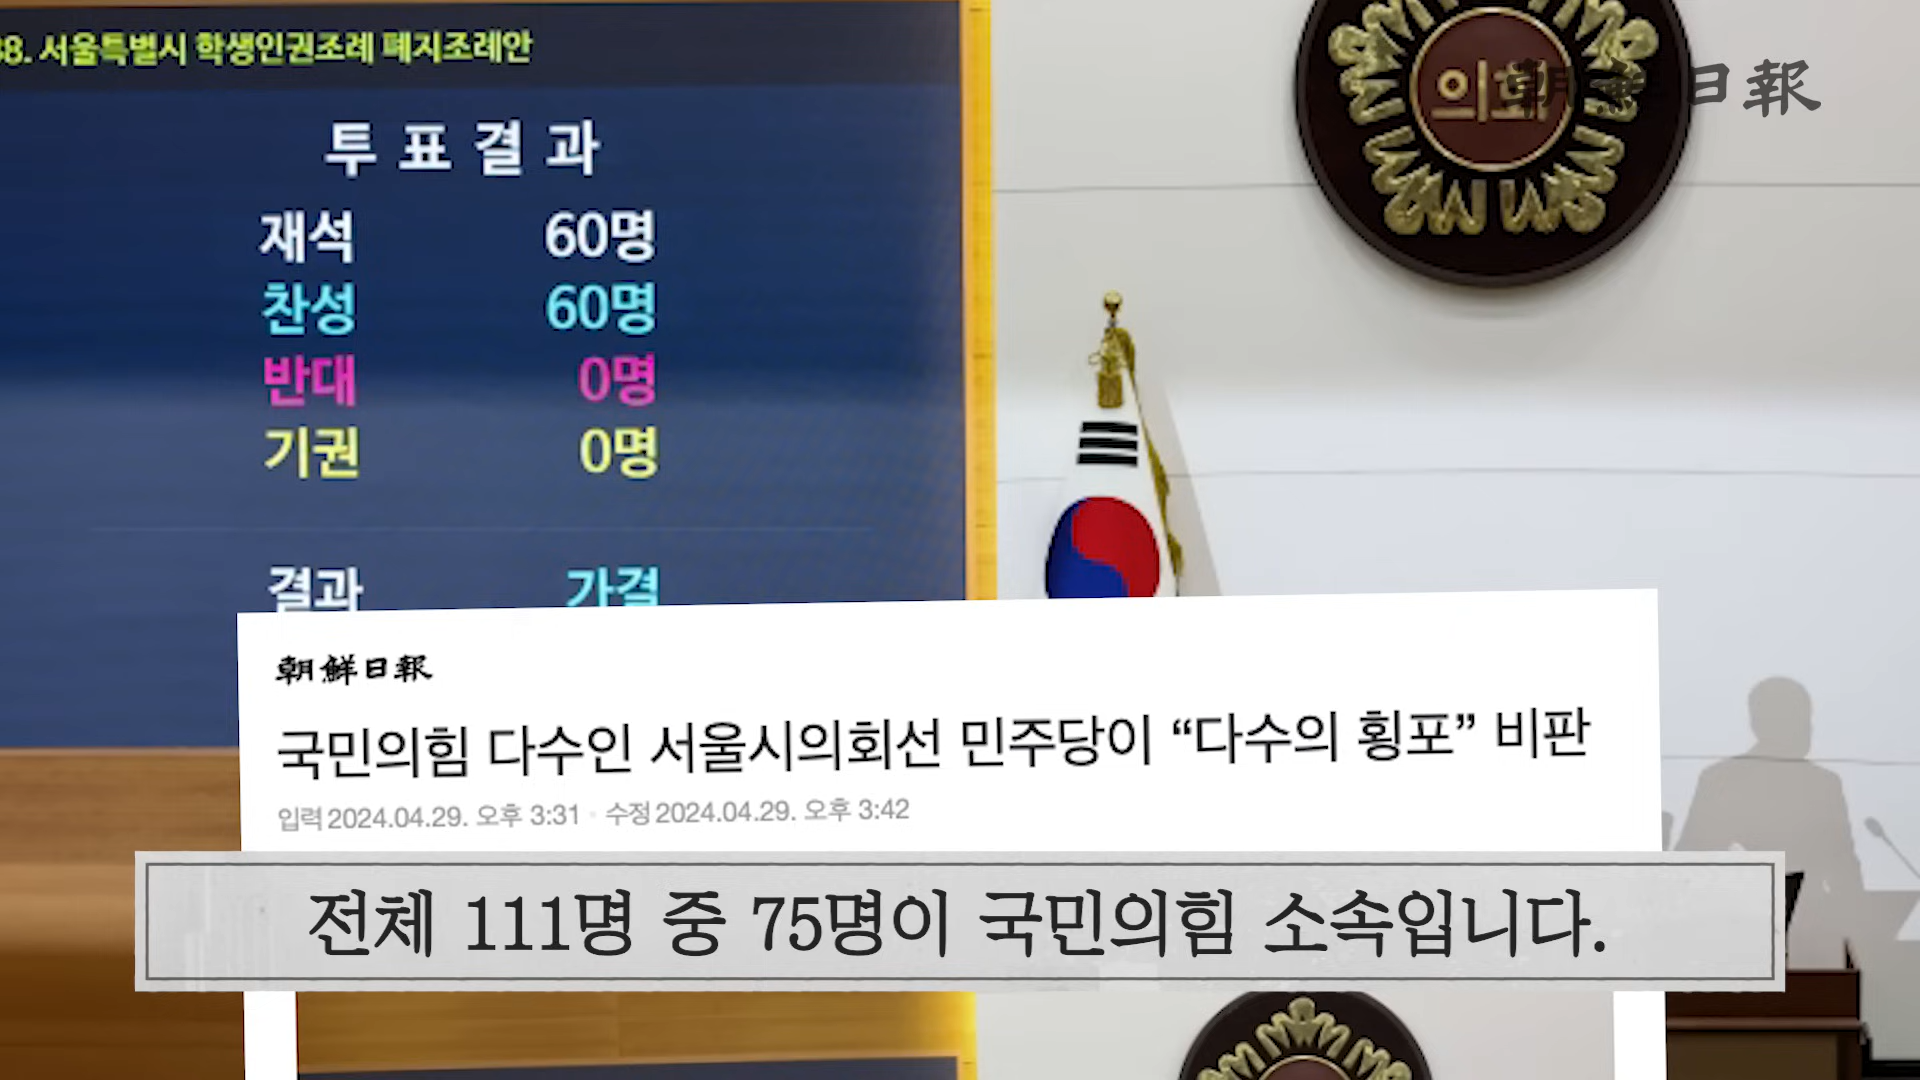 38. 서울특별시 학생인권조례 폐지조례안
투표결과
재석 60명
찬성 60명
반대 0명
기권 0명
결과 가결
의회
朝鮮日報
朝鮮日報
국민의힘 다수인 서울시의회선 민주당이 “다수의 횡포” 비판
입력 2024.04.29. 오후 3:31 · 수정 2024.04.29. 오후 3:42
전체 111명 중 75명이 국민의힘 소속입니다.